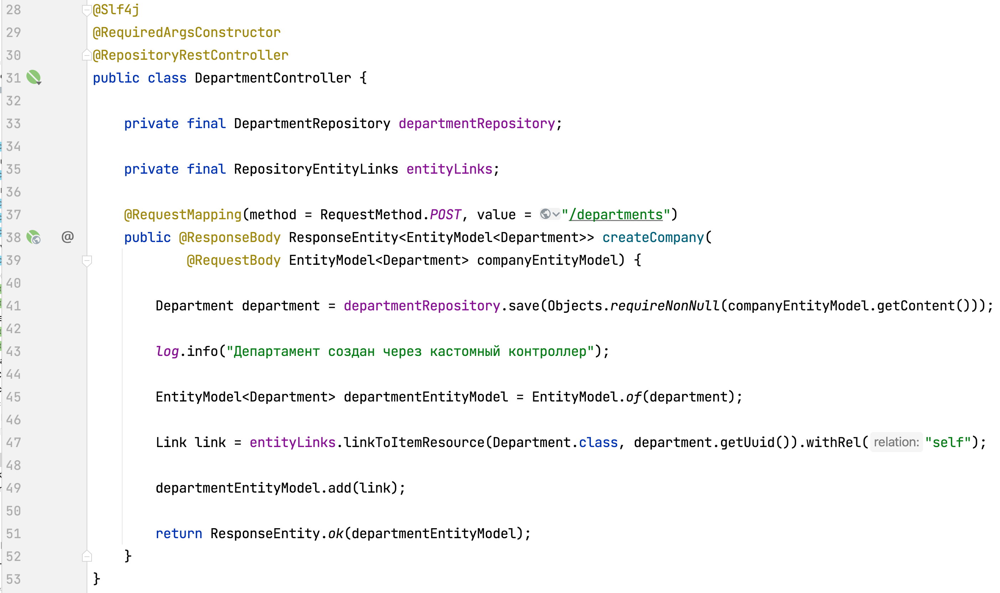 28 @Slf4j
29 @RequiredArgsConstructor
30 @RepositoryRestController
31 public class DepartmentController {
32
33 private final DepartmentRepository departmentRepository;
34
35 private final RepositoryEntityLinks entityLinks;
36
37 @RequestMapping(method = RequestMethod.POST, value = "/departments")
38 @ public @ResponseBody ResponseEntity<EntityModel<Department>> createCompany(
39 @RequestBody EntityModel<Department> companyEntityModel) {
40
41 Department department = departmentRepository.save(Objects.requireNonNull(companyEntityModel.getContent()));
42
43 log.info("Департамент создан через кастомный контроллер");
44
45 EntityModel<Department> departmentEntityModel = EntityModel.of(department);
46
47 Link link = entityLinks.linkToItemResource(Department.class, department.getUuid()).withRel( relation: "self");
48
49 departmentEntityModel.add(link);
50
51 return ResponseEntity.ok(departmentEntityModel);
52 }
53 }